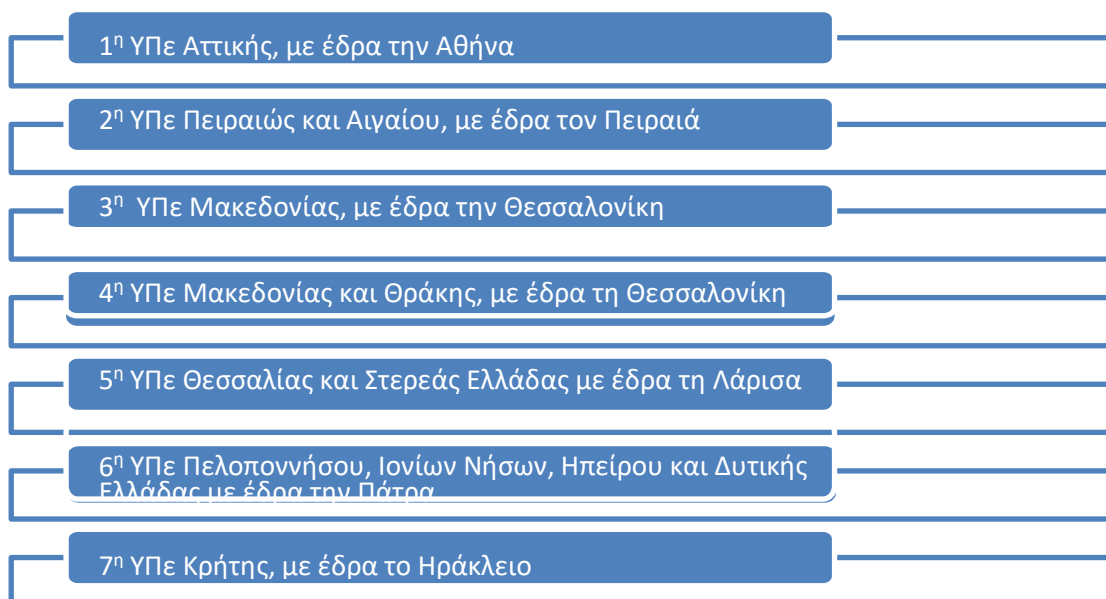 1η ΥΠε Αττικής, με έδρα την Αθήνα
2η ΥΠε Πειραιώς και Αιγαίου, με έδρα τον Πειραιά
3η ΥΠε Μακεδονίας, με έδρα την Θεσσαλονίκη
4η ΥΠε Μακεδονίας και Θράκης, με έδρα τη Θεσσαλονίκη
5η ΥΠε Θεσσαλίας και Στερεάς Ελλάδας με έδρα τη Λάρισα
6η ΥΠε Πελοποννήσου, Ιονίων Νήσων, Ηπείρου και Δυτικής
Ελλάδας με έδρα την Πάτρα
7η ΥΠε Κρήτης, με έδρα το Ηράκλειο